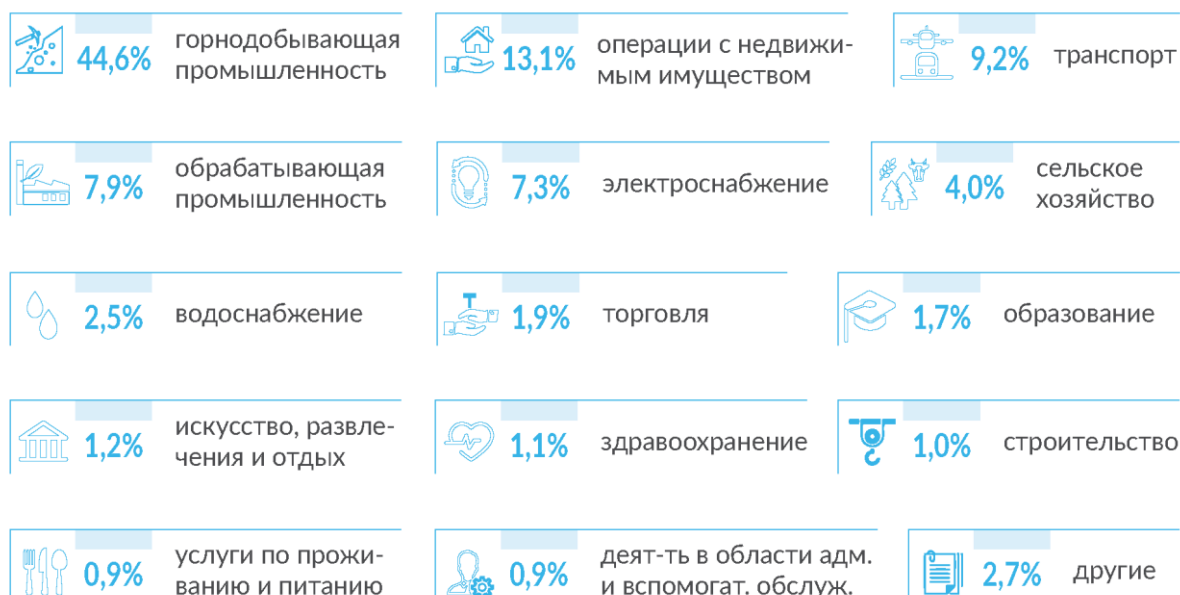 44,6%
горнодобывающая
промышленность
13,1%
операции с недвижи-
мым имуществом
9,2%
транспорт
7,9%
обрабатывающая
промышленность
7,3%
электроснабжение
4,0%
сельское
хозяйство
2,5%
водоснабжение
1,9%
торговля
1,7%
образование
1,2%
искусство, развле-
чения и отдых
1,1%
здравоохранение
1,0%
строительство
0,9%
услуги по прожи-
ванию и питанию
0,9%
деят-ть в области адм.
и вспомогат. обслуж.
2,7%
другие